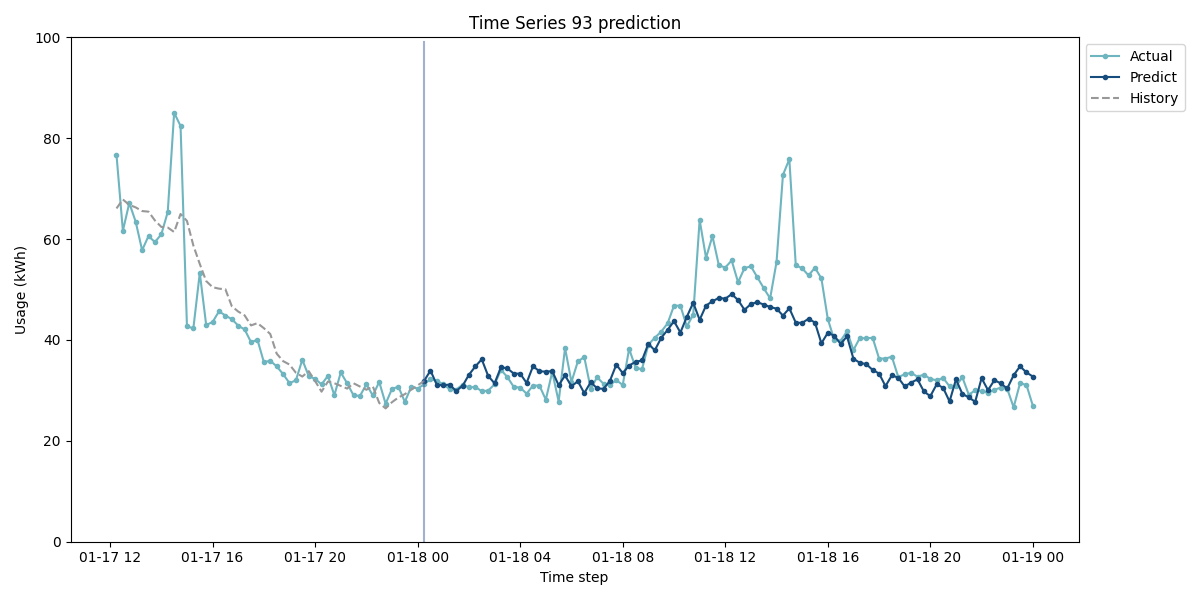 Time Series 93 prediction
Usage (kWh)
100
80
60
40
20
0
01-17 12
01-17 16
01-17 20
01-18 00
01-18 04
01-18 08
01-18 12
01-18 16
01-18 20
01-19 00
Time step
Actual
Predict
History